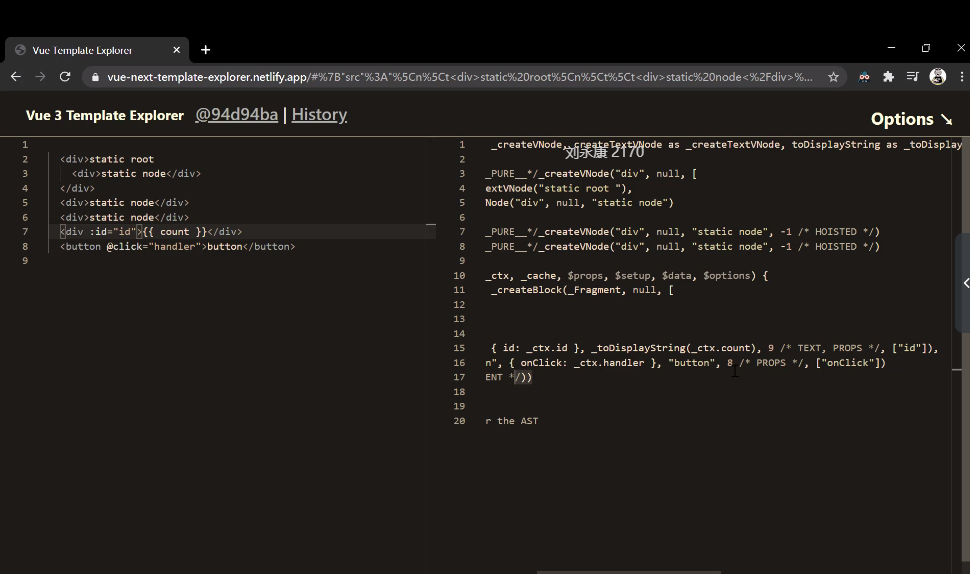 Vue Template Explorer
vue-next-template-explorer.netlify.app/#%7B"src"%3A"%5Cn%5Ct<div>static%20root%5Cn%5Ct%5Ct<div>static%20node<%2Fdiv>%...
Vue 3 Template Explorer @94d94ba | History
Options ↘
1
2 <div>static root
3 <div>static node</div>
4 </div>
5 <div>static node</div>
6 <div>static node</div>
7 <div :id="id">{{ count }}</div>
8 <button @click="handler">button</button>
9
1 _createVNode, createTextVNode as _createTextVNode, toDisplayString as _toDisplay
刘永康 2170
2
3 _PURE__*/_createVNode("div", null, [
4 extVNode("static root "),
5 Node("div", null, "static node")
6
7 _PURE__*/_createVNode("div", null, "static node", -1 /* HOISTED */)
8 _PURE__*/_createVNode("div", null, "static node", -1 /* HOISTED */)
9
10 _ctx, _cache, $props, $setup, $data, $options) {
11 _createBlock(_Fragment, null, [
12
13
14
15 { id: _ctx.id }, _toDisplayString(_ctx.count), 9 /* TEXT, PROPS */, ["id"]),
16 n", { onClick: _ctx.handler }, "button", 8 /* PROPS */, ["onClick"])
17 ENT */))
18
19
20 r the AST